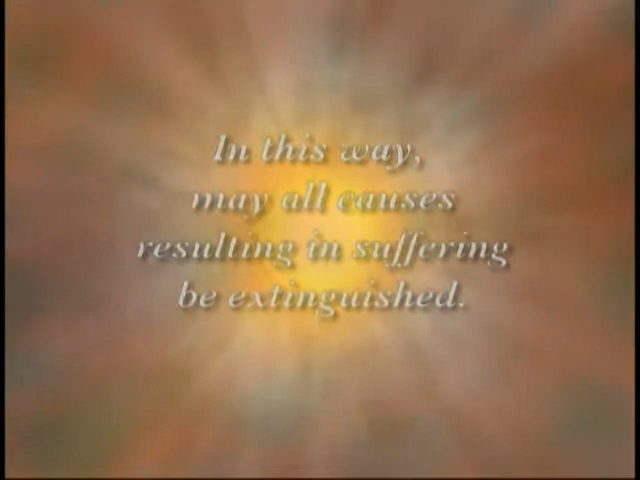 In this way,
may all causes
resulting in suffering
be extinguished.